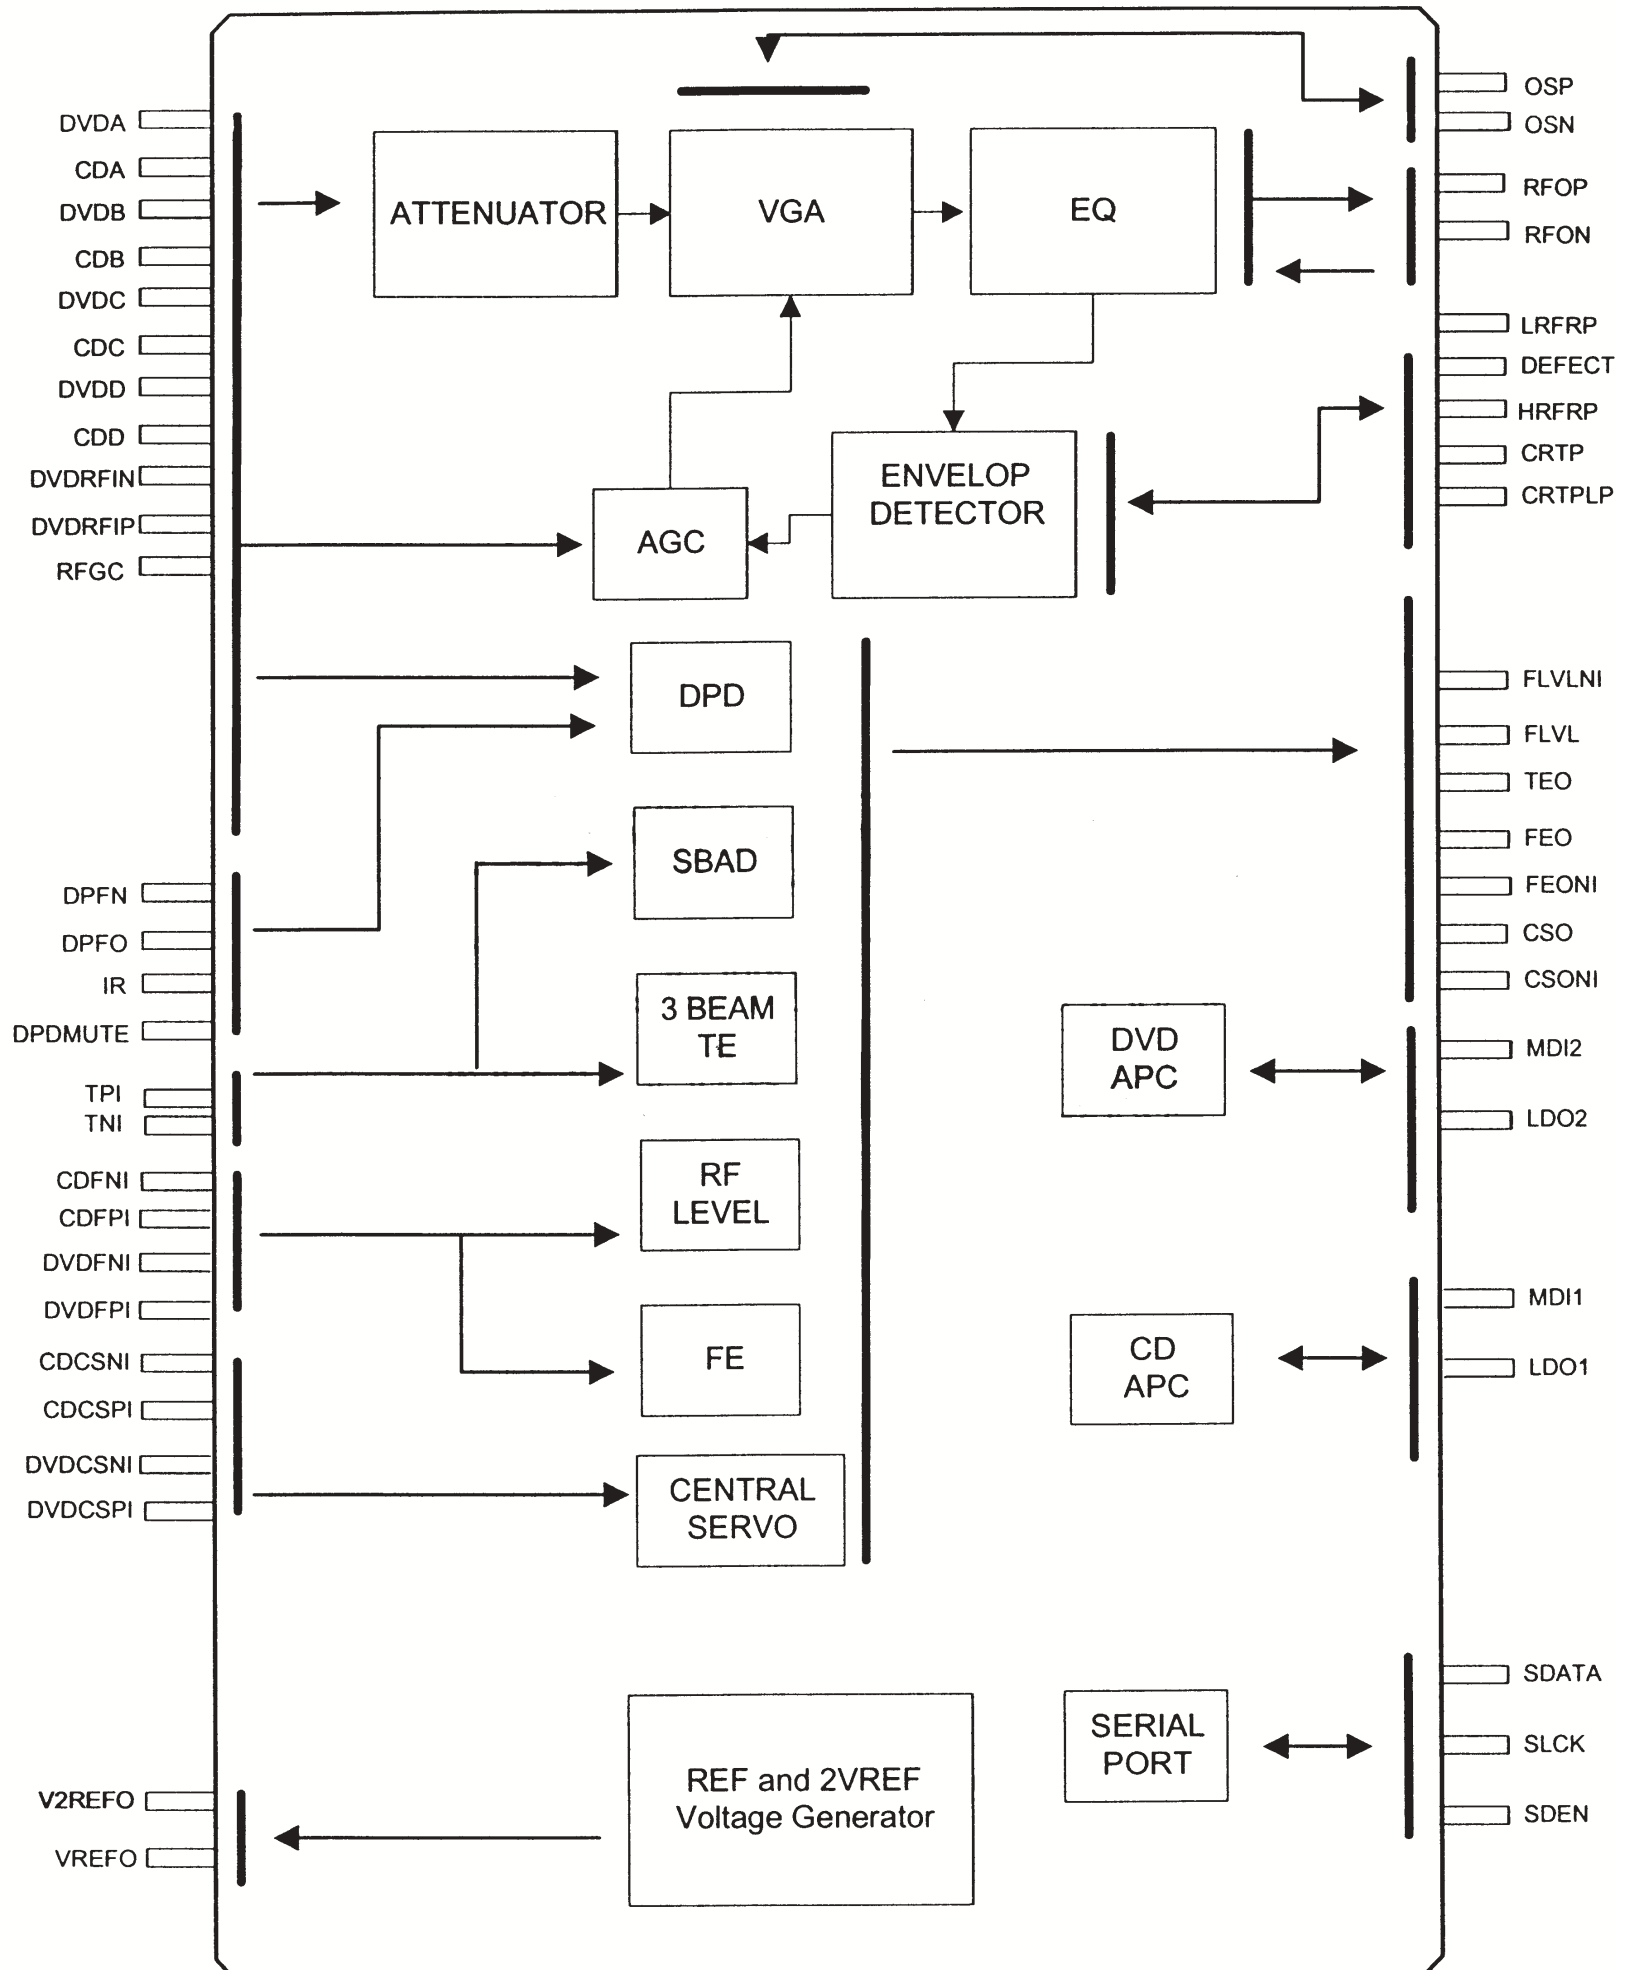 DVDA
CDA
DVDB
CDB
DVDC
CDC
DVDD
CDD
DVDRFIN
DVDRFIP
RFGC
DPFN
DPFO
IR
DPDMUTE
TPI
TNI
CDFNI
CDFPI
DVDFNI
DVDFPI
CDCSNI
CDCSPI
DVDCSNI
DVDCSPI
V2REFO
VREFO
ATTENUATOR
VGA
EQ
AGC
ENVELOP
DETECTOR
DPD
SBAD
3 BEAM
TE
RF
LEVEL
FE
CENTRAL
SERVO
REF and 2VREF
Voltage Generator
DVD
APC
CD
APC
SERIAL
PORT
OSP
OSN
RFOP
RFON
LRFRP
DEFECT
HRFRP
CRTP
CRTPLP
FLVLNI
FLVL
TEO
FEO
FEONI
CSO
CSONI
MDI2
LDO2
MDI1
LDO1
SDATA
SLCK
SDEN